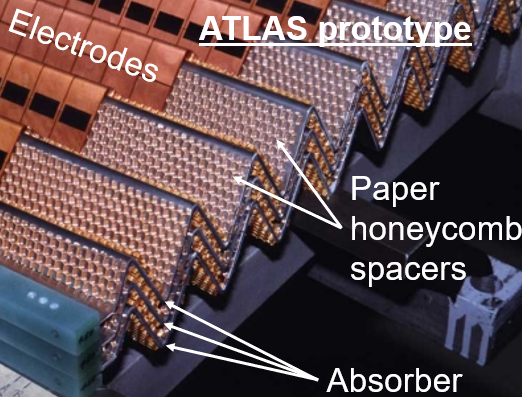 ATLAS prototype
Electrodes
Paper
honeycomb
spacers
Absorber